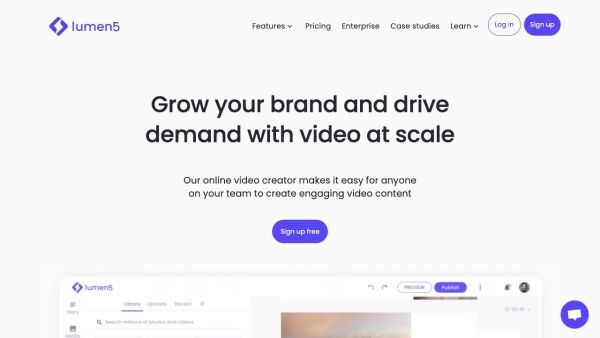 lumen5
Features
Pricing
Enterprise
Case studies
Learn
Log in
Sign up
Grow your brand and drive
demand with video at scale
Our online video creator makes it easy for anyone
on your team to create engaging video content
Sign up free
lumen5
PREVIEW
Publish
Story
Library
Uploads
Recent
Search millions of photos and videos
Media
00:15